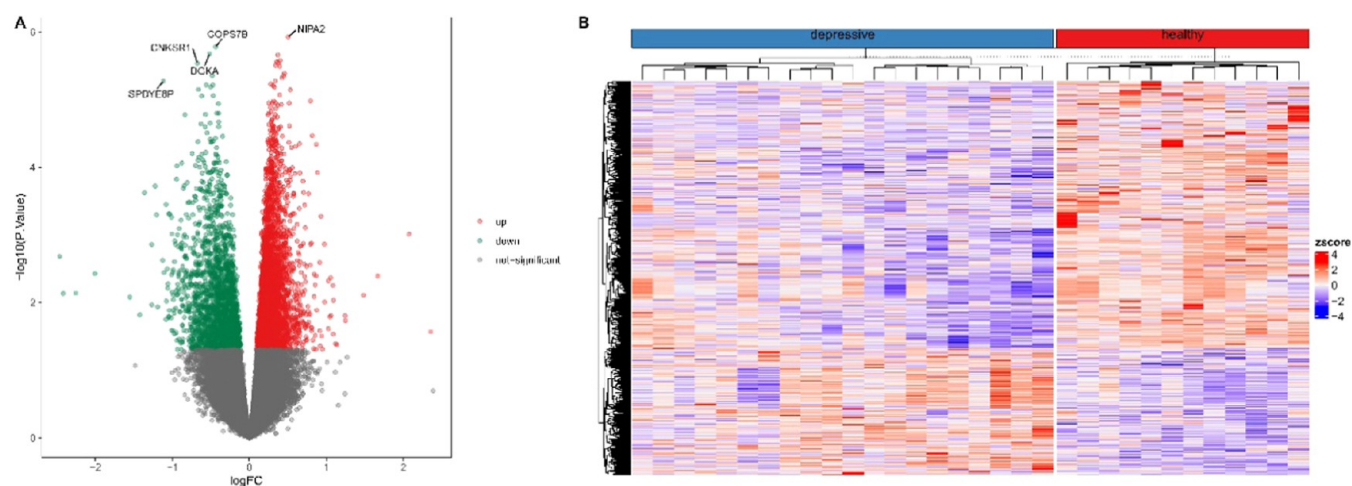 A
6
4
2
0
-log10(P.Value)
COPS7B
NIPA2
CNKSR1
DCKA
SPDYE8P
up
down
not-significant
-2
-1
0
1
2
logFC
B
depressive
healthy
zscore
4
2
0
-2
-4